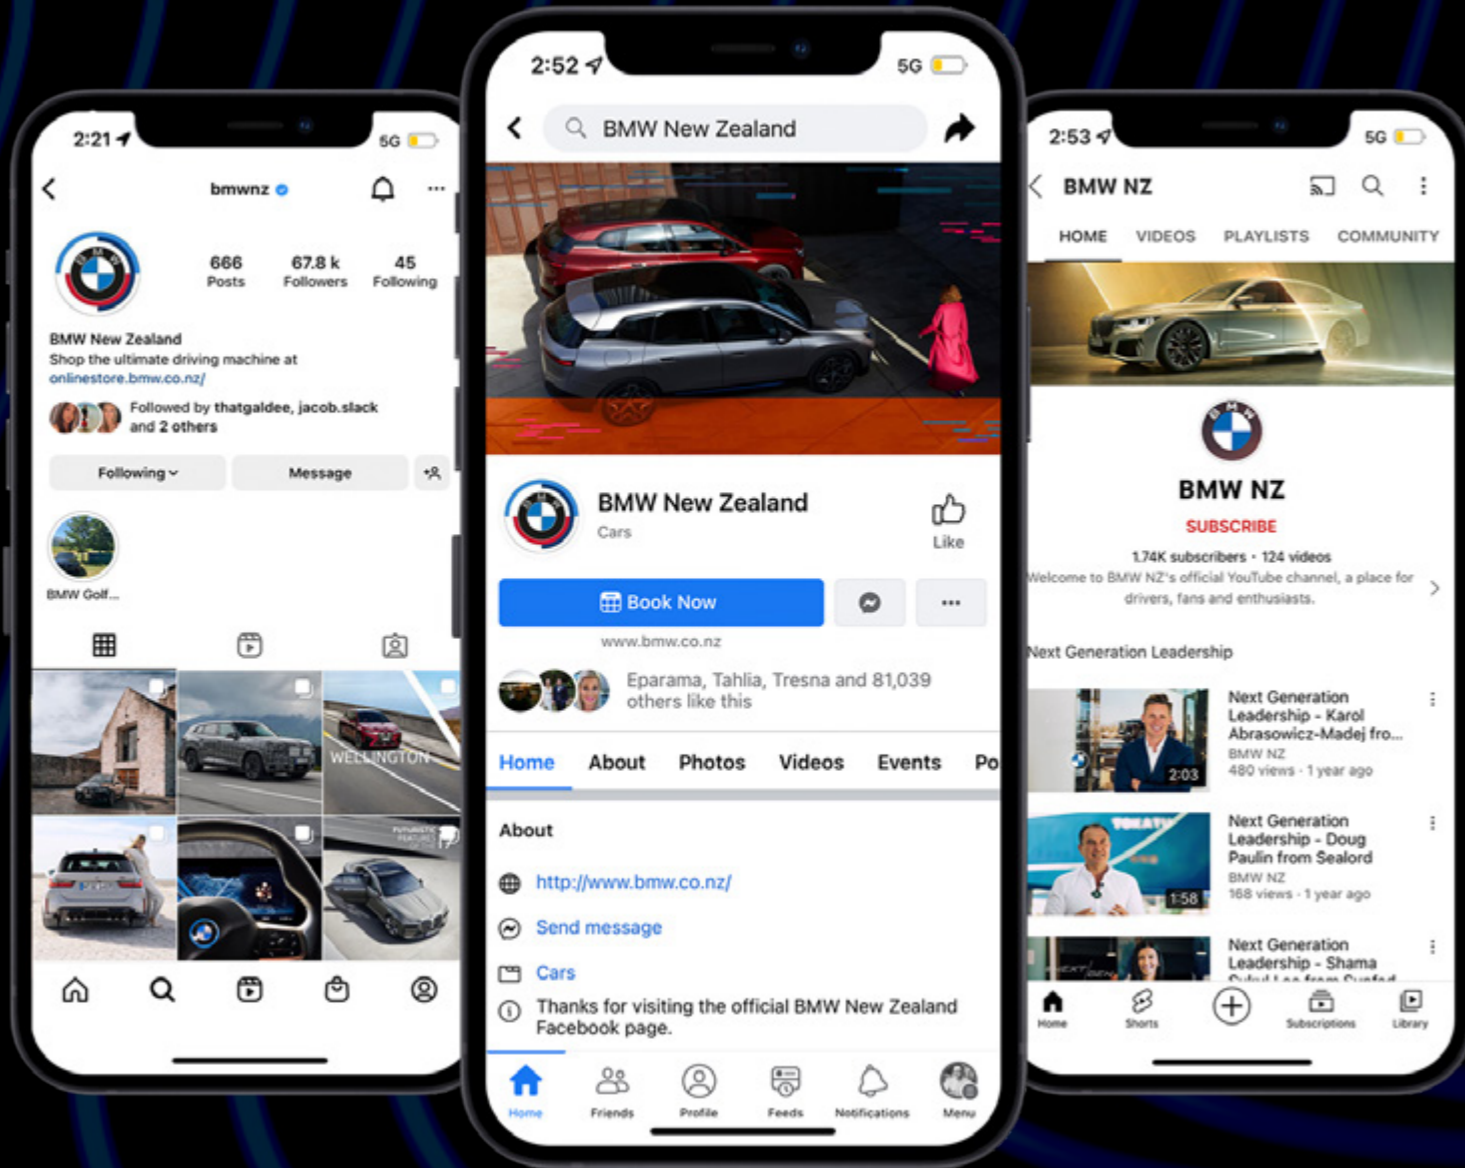 2:21
5G
bmwnz
666
67.8 k
45
Posts
Followers
Following
BMW New Zealand
Shop the ultimate driving machine at
onlinestore.bmw.co.nz/
Followed by thatgaldee, jacob.slack
and 2 others
Following
Message
BMW Golf...
WELLINGTON
2:52
5G
BMW New Zealand
BMW New Zealand
Cars
Like
Book Now
www.bmw.co.nz
Eparama, Tahlia, Tresna and 81,039
others like this
Home About Photos Videos Events Po
About
http://www.bmw.co.nz/
Send message
Cars
Thanks for visiting the official BMW New Zealand
Facebook page.
Home Friends Profile Feeds Notifications Menu
2:53
5G
BMW NZ
HOME VIDEOS PLAYLISTS COMMUNITY
BMW
BMW NZ
SUBSCRIBE
1.74K subscribers · 124 videos
Welcome to BMW NZ's official YouTube channel, a place for
drivers, fans and enthusiasts.
Next Generation Leadership
2:03
Next Generation
Leadership - Karol
Abrasowicz-Madej fro...
BMW NZ
480 views · 1 year ago
1:58
Next Generation
Leadership - Doug
Paulin from Sealord
BMW NZ
168 views · 1 year ago
Next Generation
Leadership - Shama
Home Shorts Subscriptions Library